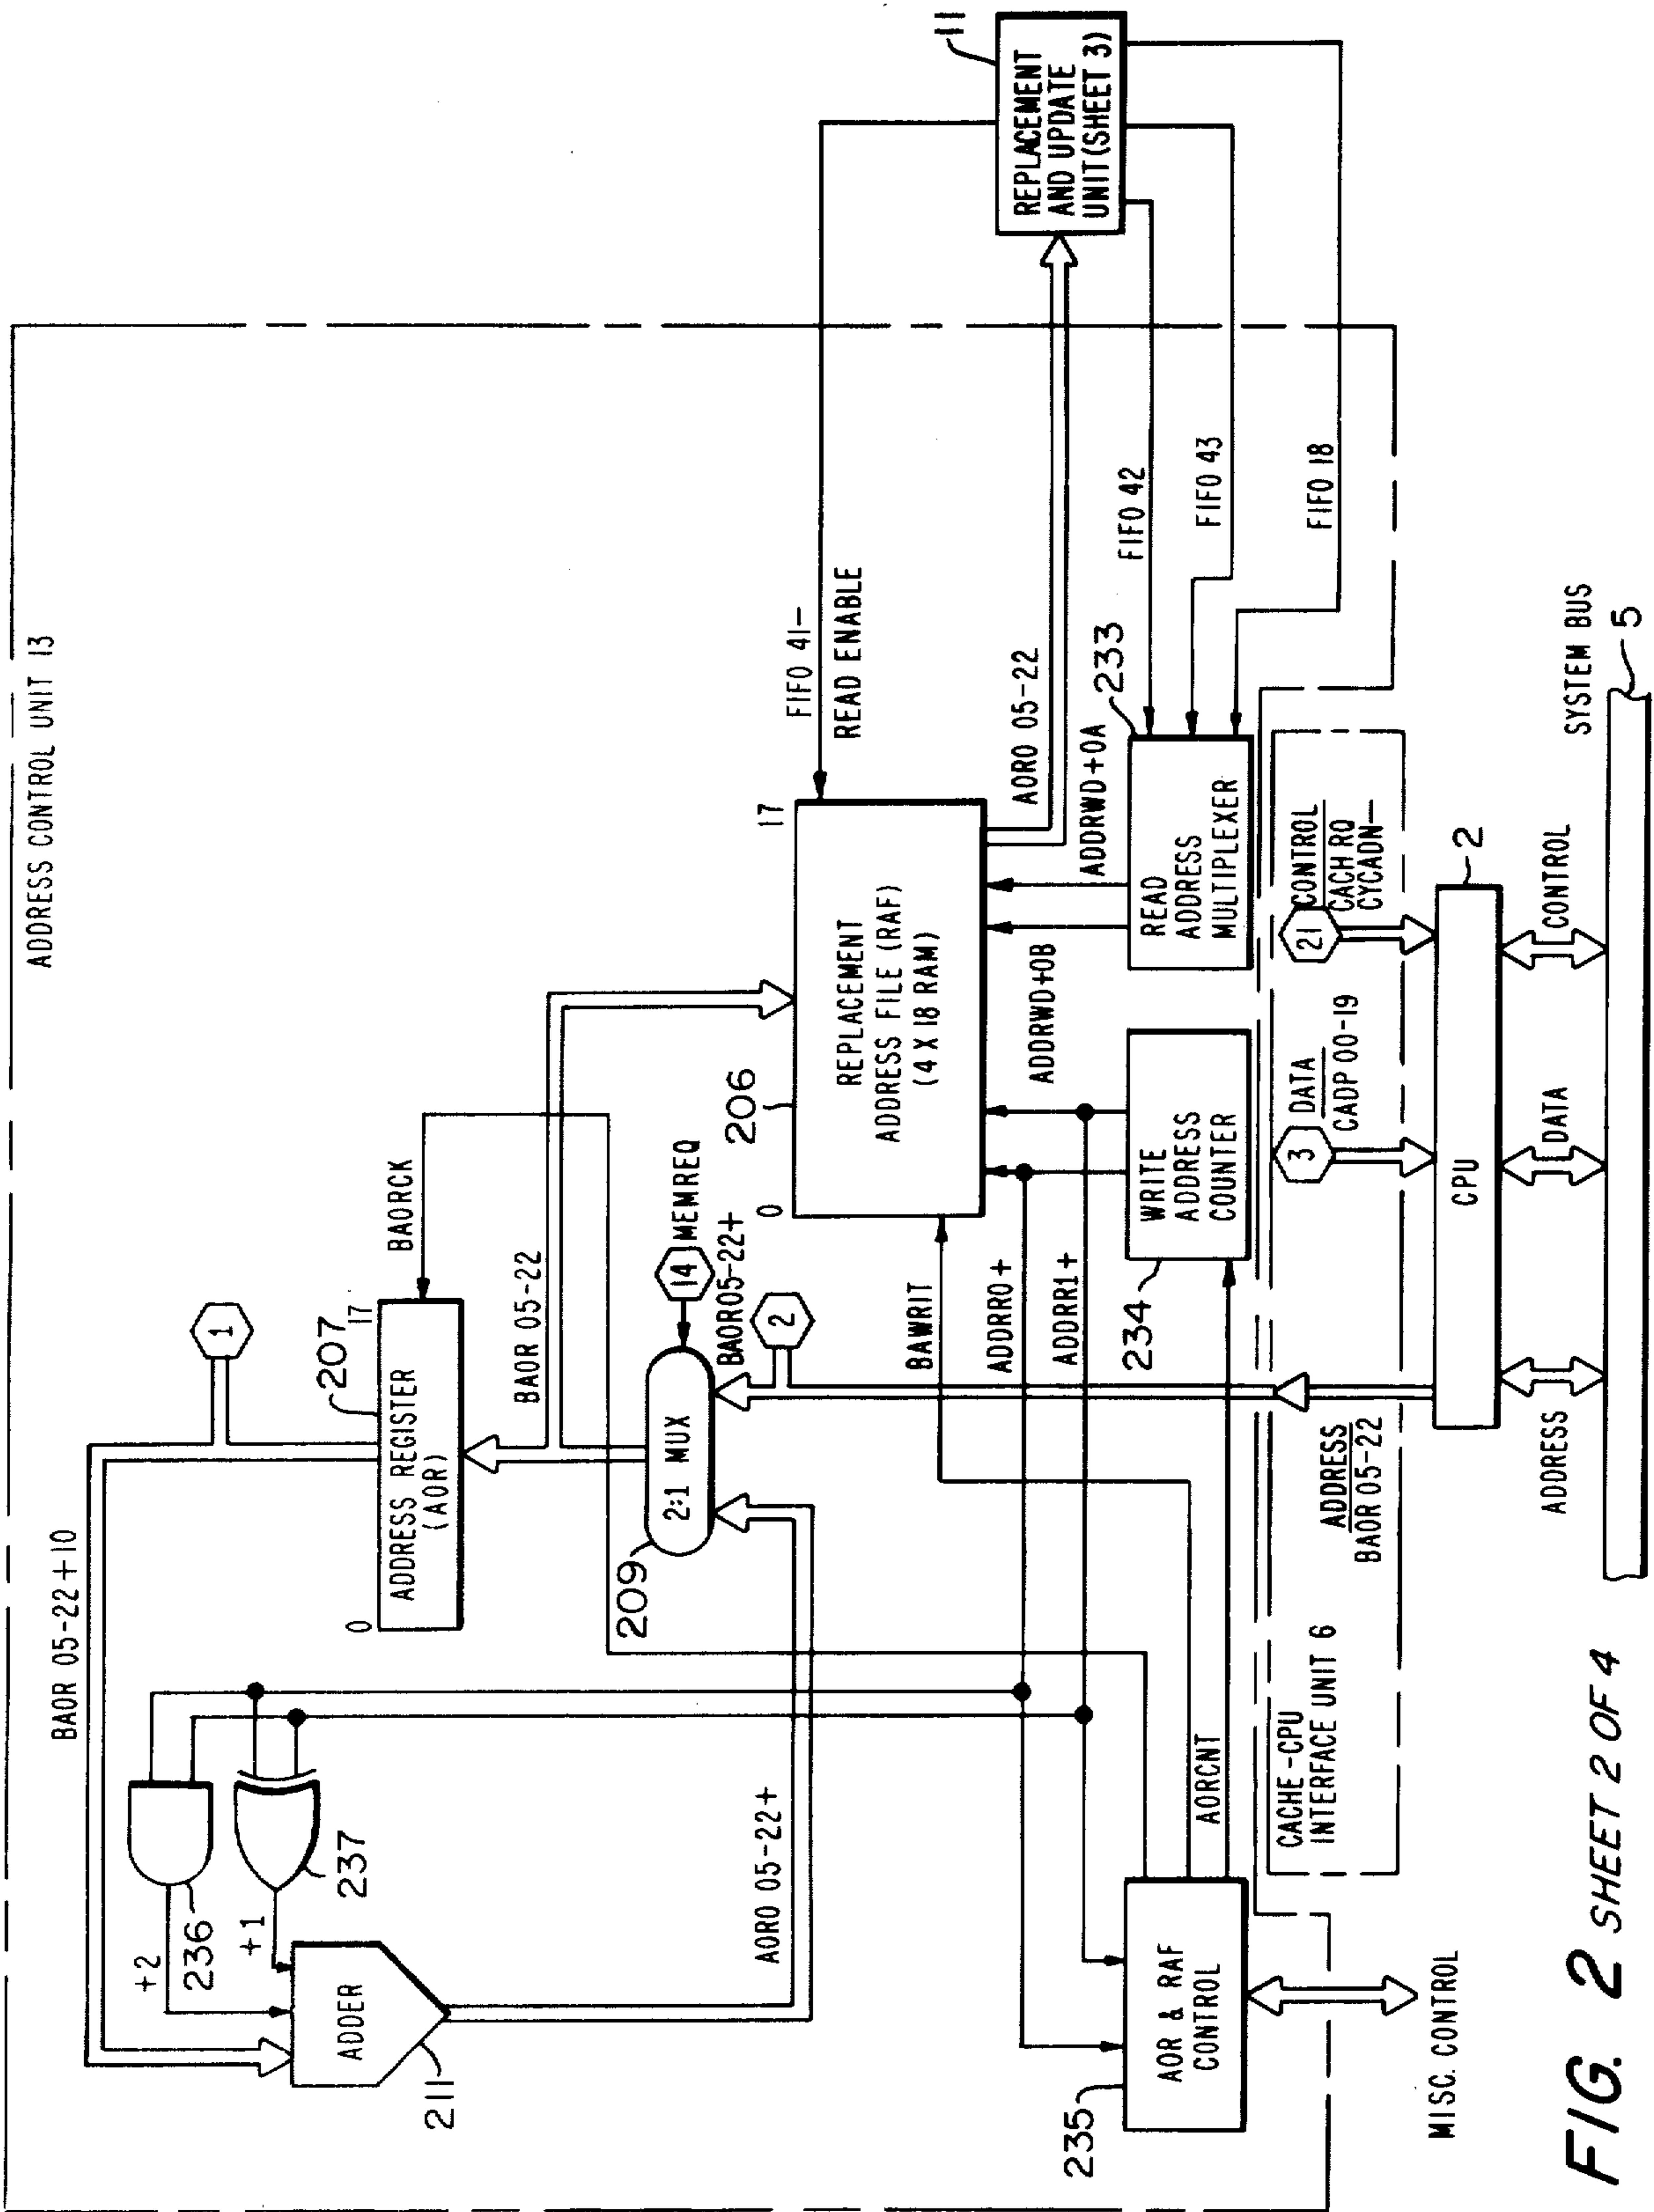 ADDRESS CONTROL UNIT 13
BAOR 05-22+10
1
+2
236
+1
237
ADDER
211
0
ADDRESS REGISTER
(AOR)
17
207
BAORCK
BAOR 05-22
2:1 MUX
209
14
MEMREQ
BAOR05-22+
2
AORO 05-22+
206
0
17
REPLACEMENT
ADDRESS FILE (RAF)
(4 X 18 RAM)
FIFO 41-
READ ENABLE
11
REPLACEMENT
AND UPDATE
UNIT (SHEET 3)
AORO 05-22
BAWRIT
ADDRR0+
ADDRR1+
ADDRWD+0B
ADDRWD+0A
233
FIFO 42
FIFO 43
FIFO 18
235
AOR & RAF
CONTROL
AORCNT
234
WRITE
ADDRESS
COUNTER
READ
ADDRESS
MULTIPLEXER
CACHE-CPU
INTERFACE UNIT 6
ADDRESS
BAOR 05-22
3
DATA
CADP 00-19
21
CONTROL
CACH RQ
CYCADN-
MISC. CONTROL
CPU
2
ADDRESS
DATA
CONTROL
SYSTEM BUS
5
FIG. 2 SHEET 2 OF 4